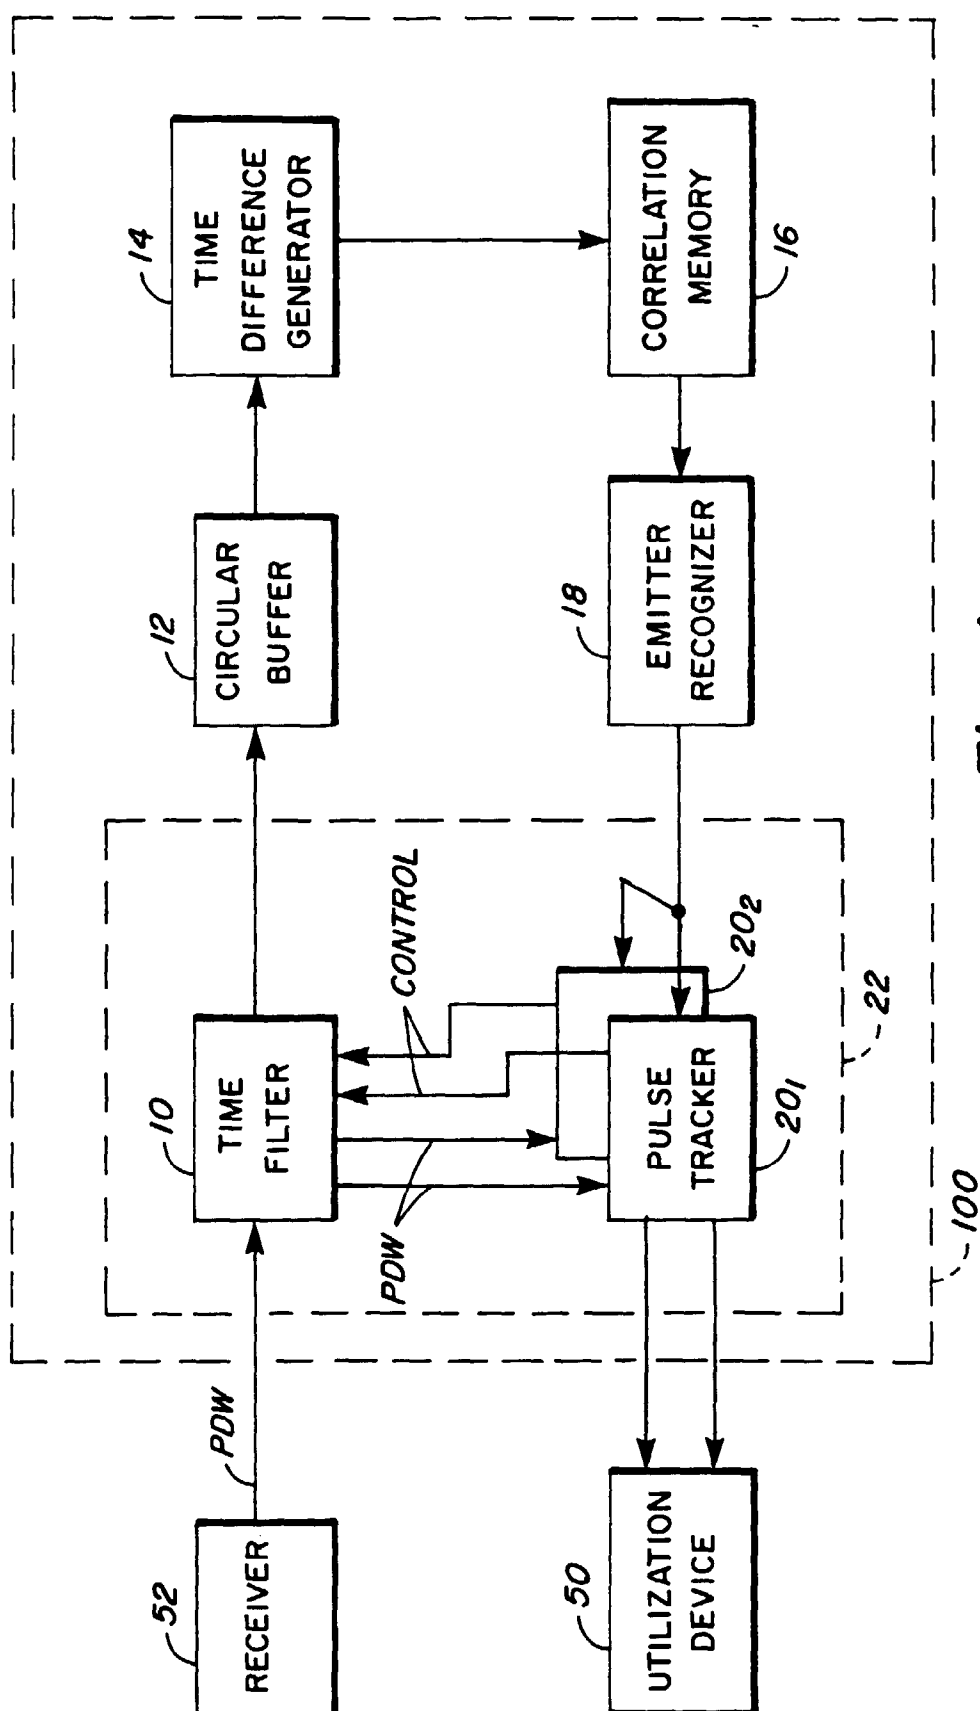 52
RECEIVER
PDW
10
TIME
FILTER
12
CIRCULAR
BUFFER
14
TIME
DIFFERENCE
GENERATOR
CONTROL
PDW
50
UTILIZATION
DEVICE
PULSE
TRACKER
20₁
20₂
18
EMITTER
RECOGNIZER
CORRELATION
MEMORY
16
22
100